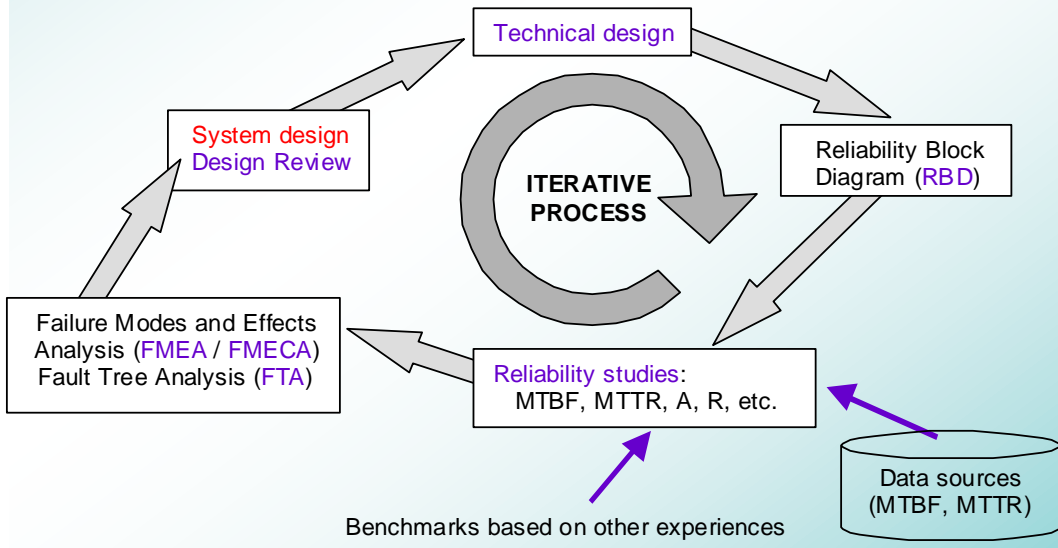 Technical design
System design
Design Review
Reliability Block
Diagram (RBD)
ITERATIVE
PROCESS
Failure Modes and Effects
Analysis (FMEA / FMECA)
Fault Tree Analysis (FTA)
Reliability studies:
MTBF, MTTR, A, R, etc.
Data sources
(MTBF, MTTR)
Benchmarks based on other experiences